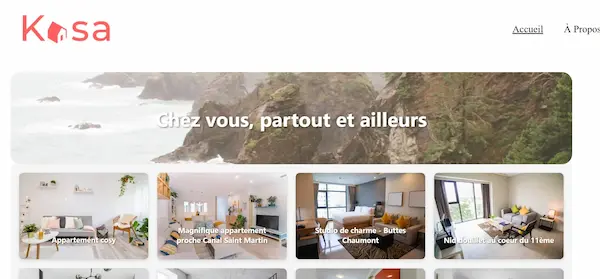 Kasa
Accueil
À Propos
Chez vous, partout et ailleurs
Appartement cosy
Magnifique appartement
proche Canal Saint Martin
Studio de charme - Buttes
Chaumont
Nid douillet au coeur du 11ème